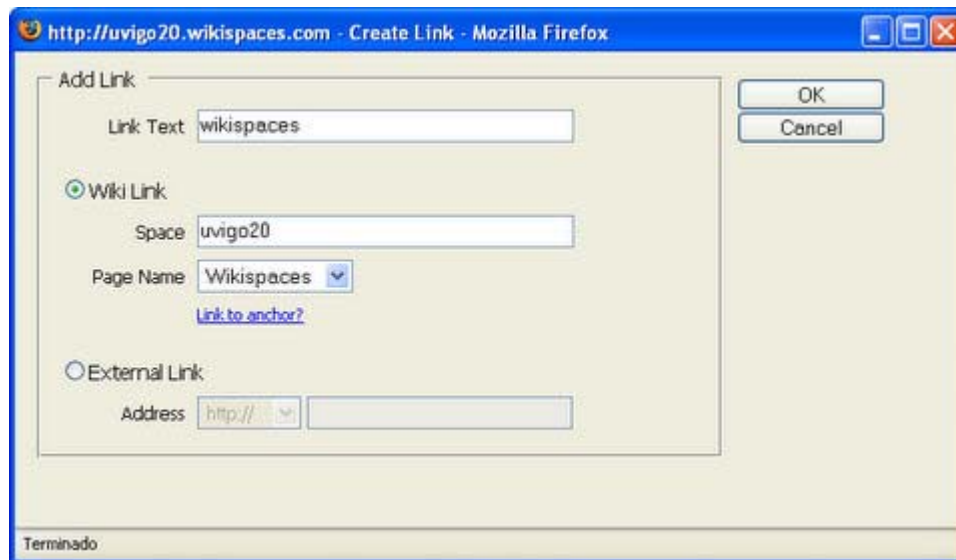 http://uvigo20.wikispaces.com - Create Link - Mozilla Firefox
Add Link
OK
Link Text wikispaces
Cancel
Wiki Link
Space uvigo20
Page Name Wikispaces
Link to anchor?
External Link
Address http://
Terminado